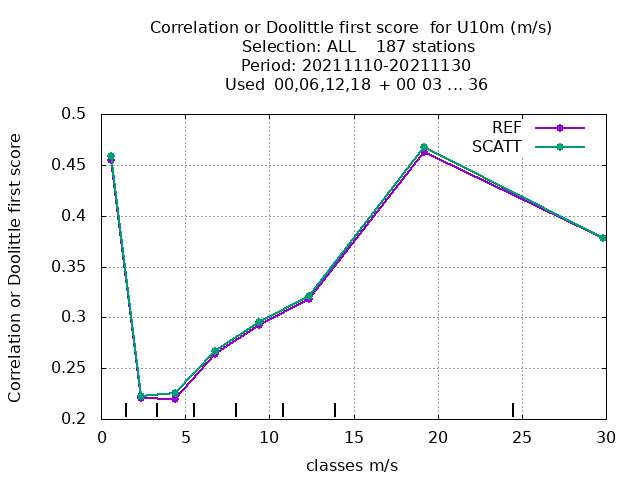 Correlation or Doolittle first score  for U10m (m/s)
Selection: ALL    187 stations
Period: 20211110-20211130
Used  00,06,12,18  + 00 03 ... 36
Correlation or Doolittle first score
0.5
0.45
0.4
0.35
0.3
0.25
0.2
REF
SCATT
0 5 10 15 20 25 30
classes m/s